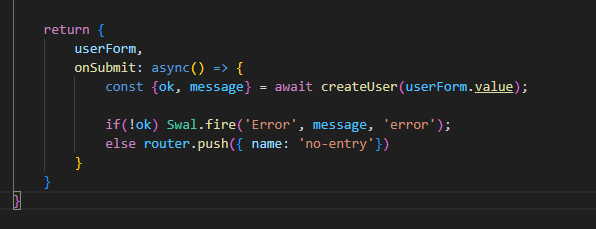 return {
userForm,
onSubmit: async() => {
const {ok, message} = await createUser(userForm.value);
if(!ok) Swal.fire('Error', message, 'error');
else router.push({ name: 'no-entry'})
}
}
}